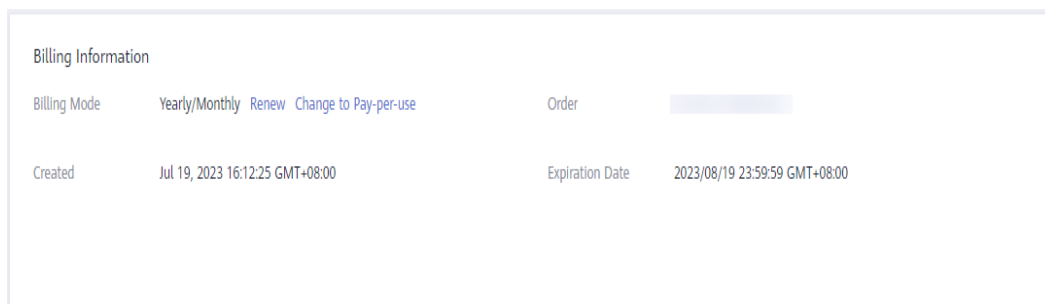 Billing Information
Billing Mode Yearly/Monthly Renew Change to Pay-per-use Order
Created Jul 19, 2023 16:12:25 GMT+08:00 Expiration Date 2023/08/19 23:59:59 GMT+08:00